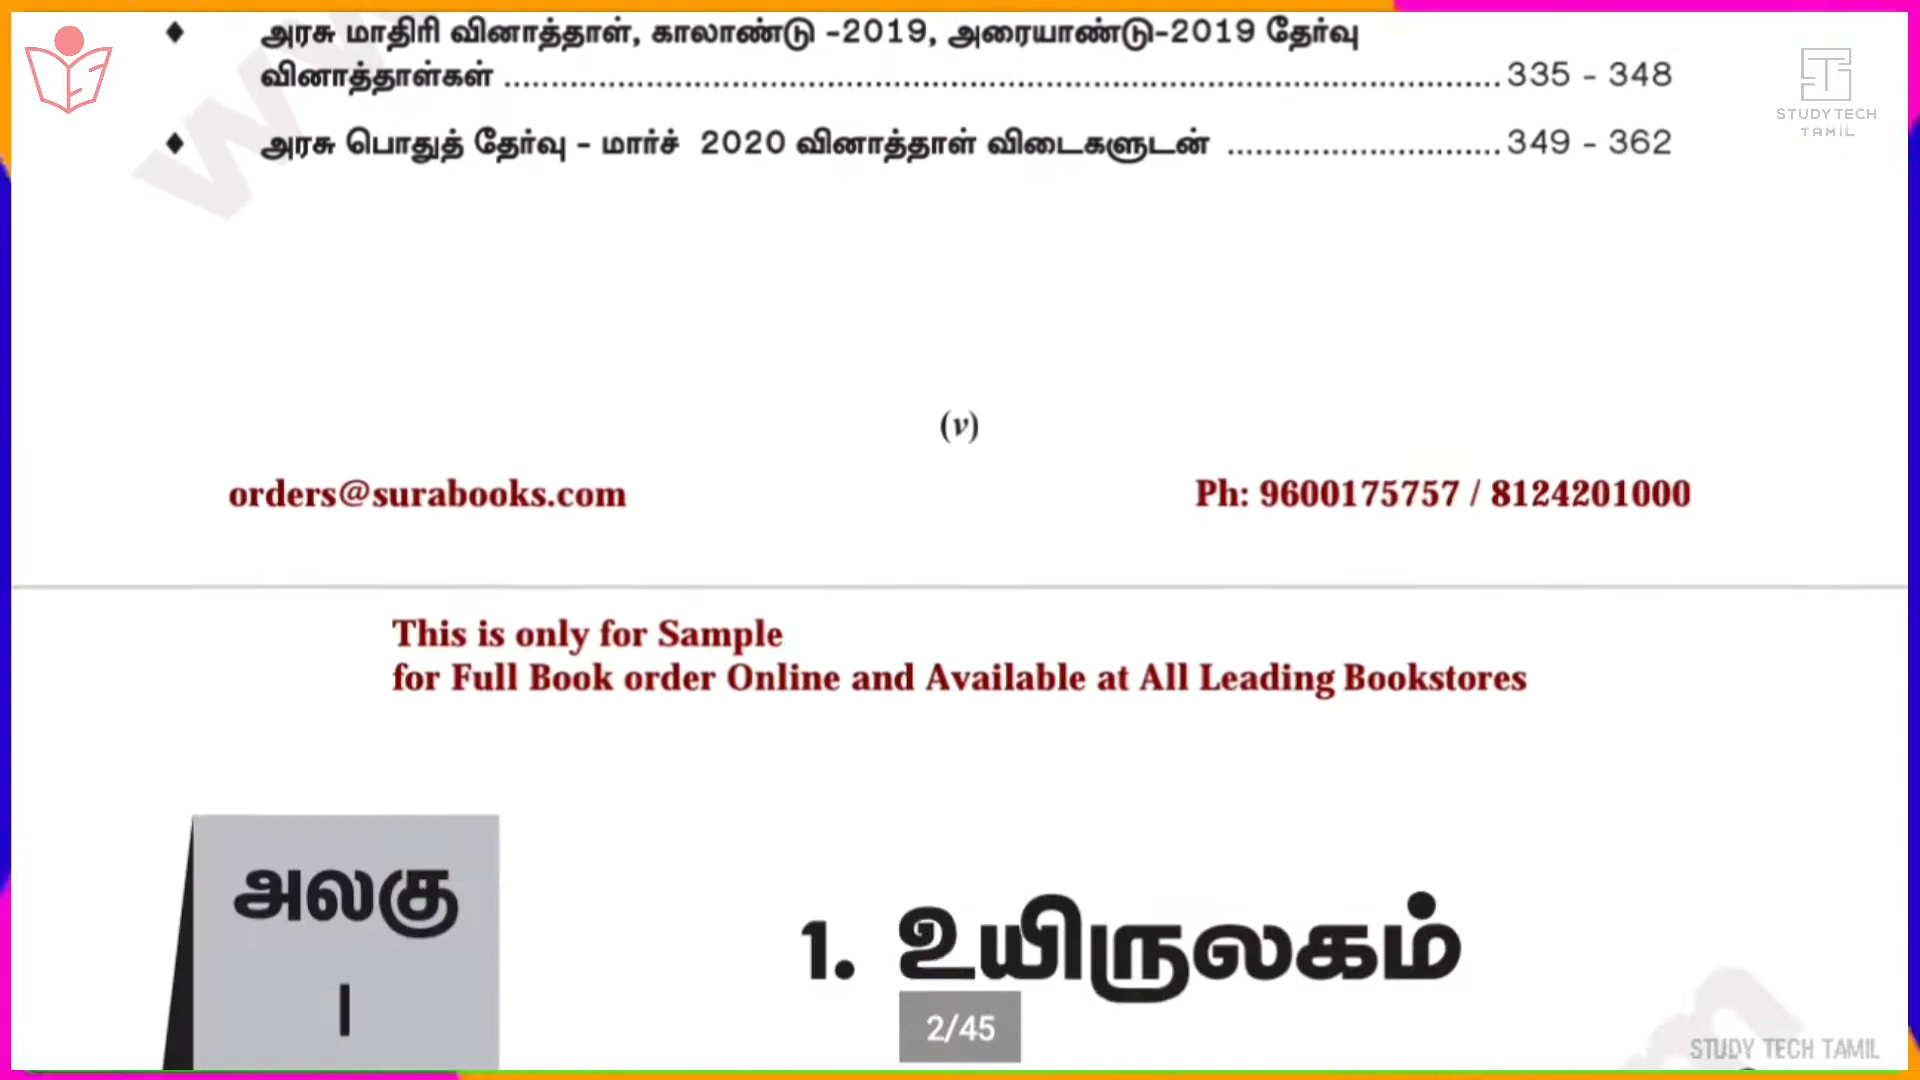 ♦ அரசு மாதிரி வினாத்தாள், காலாண்டு -2019, அரையாண்டு-2019 தேர்வு
வினாத்தாள்கள் ........................................................................................................ 335 - 348
STUDYTECH
TAMIL
♦ அரசு பொதுத் தேர்வு - மார்ச் 2020 வினாத்தாள் விடைகளுடன் ............................ 349 - 362
(v)
orders@surabooks.com Ph: 9600175757 / 8124201000
This is only for Sample
for Full Book order Online and Available at All Leading Bookstores
அலகு
I
1. உயிருலகம்
2/45
STUDY TECH TAMIL